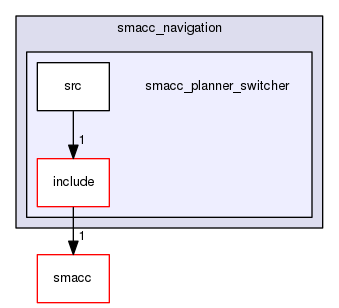 smacc_navigation
src
smacc_planner_switcher
1
include
1
smacc